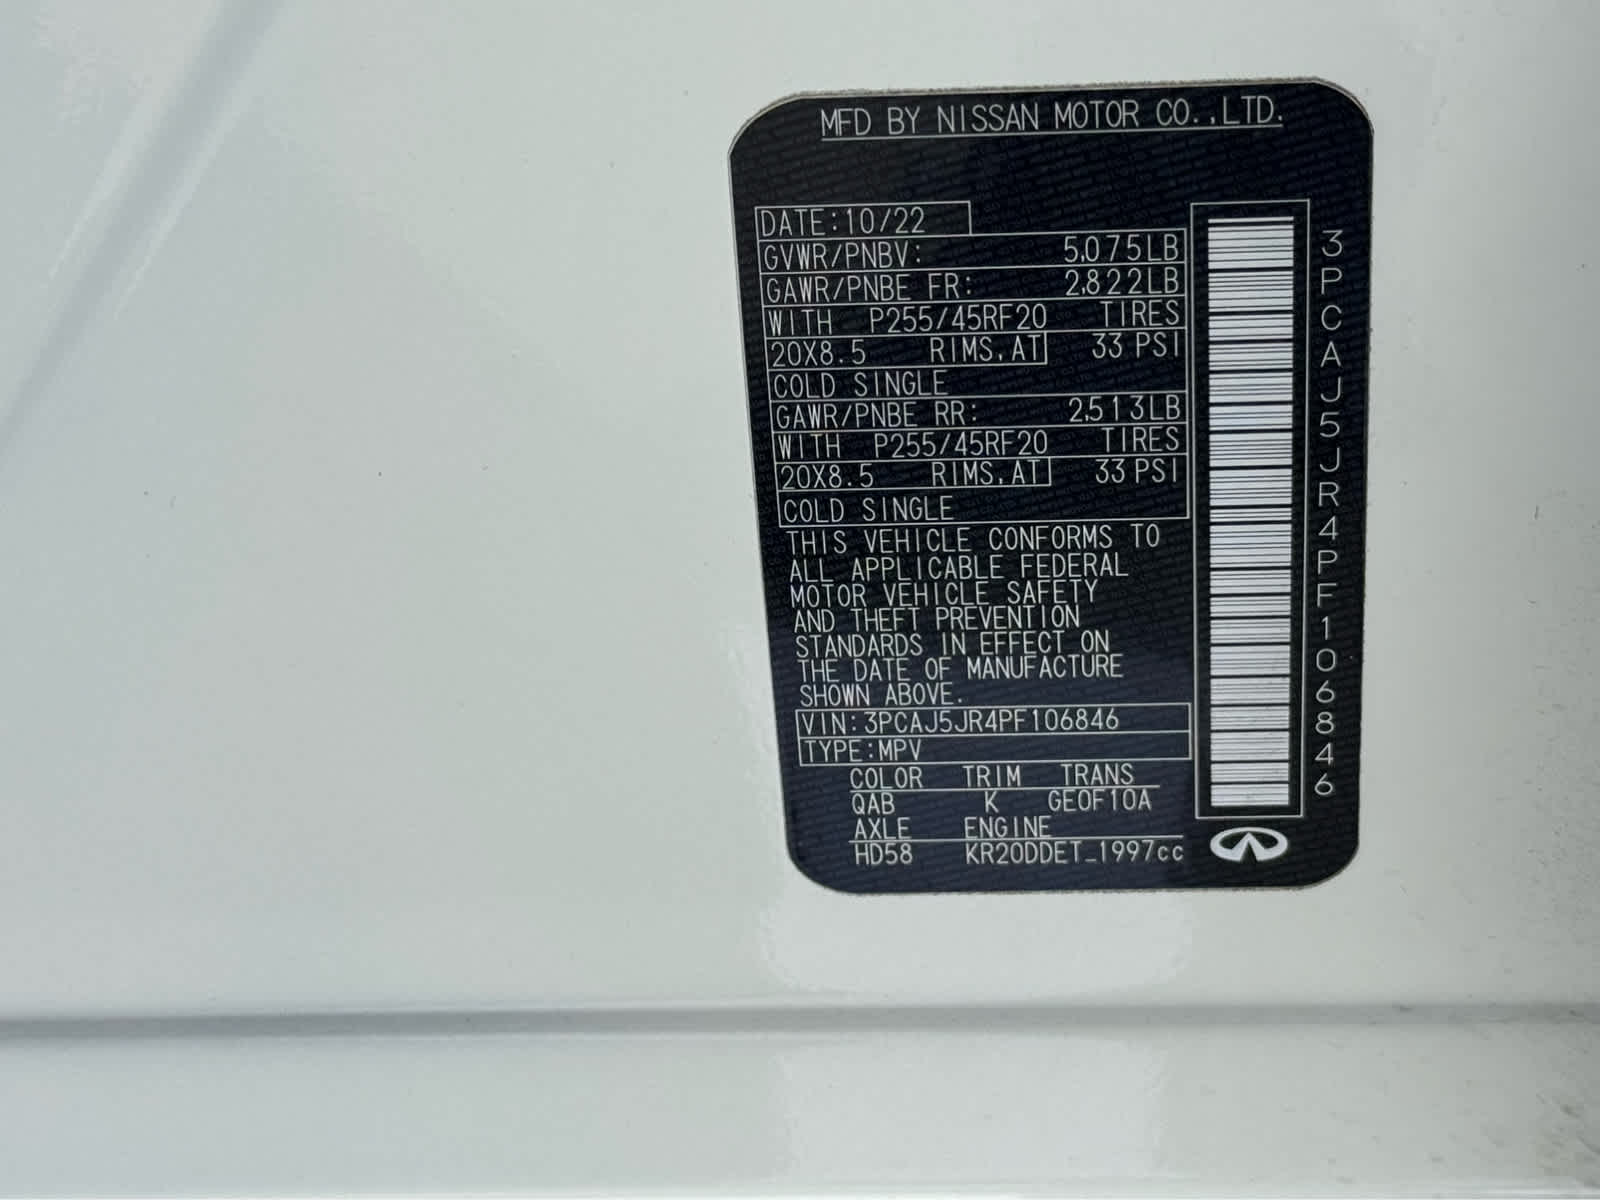 MFD BY NISSAN MOTOR CO.,LTD.
DATE:10/22
GVWR/PNBV: 5,075LB
GAWR/PNBE FR: 2,822LB
WITH P255/45RF20 TIRES
20X8.5 RIMS,AT 33 PSI
COLD SINGLE
GAWR/PNBE RR: 2,513LB
WITH P255/45RF20 TIRES
20X8.5 RIMS,AT 33 PSI
COLD SINGLE
THIS VEHICLE CONFORMS TO
ALL APPLICABLE FEDERAL
MOTOR VEHICLE SAFETY
AND THEFT PREVENTION
STANDARDS IN EFFECT ON
THE DATE OF MANUFACTURE
SHOWN ABOVE.
VIN:3PCAJ5JR4PF106846
TYPE:MPV
COLOR TRIM TRANS
QAB K GE0F10A
AXLE ENGINE
HD58 KR20DDET_1997cc
3PCAJ5JR4PF106846